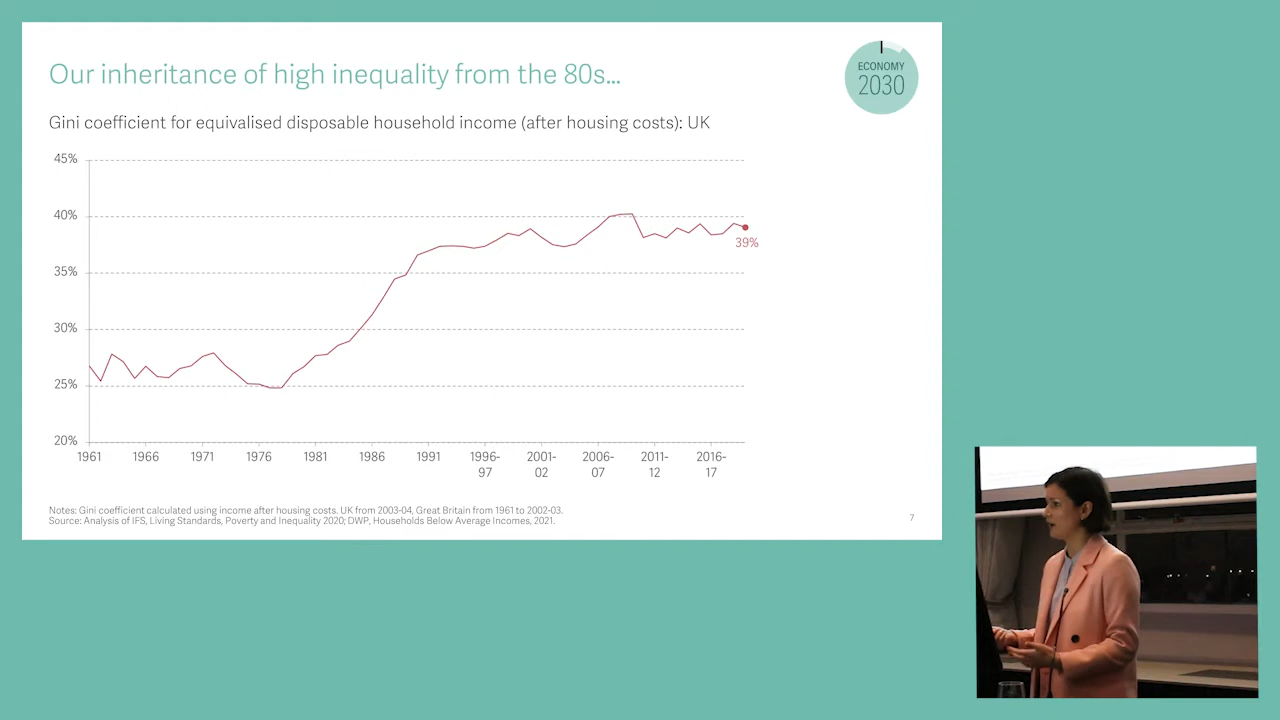 Our inheritance of high inequality from the 80s...
ECONOMY
2030
Gini coefficient for equivalised disposable household income (after housing costs): UK
45%
40%
35%
30%
25%
20%
39%
1961 1966 1971 1976 1981 1986 1991 1996- 2001- 2006- 2011- 2016-
97 02 07 12 17
Notes: Gini coefficient calculated using income after housing costs. UK from 2003-04, Great Britain from 1961 to 2002-03.
Source: Analysis of IFS, Living Standards, Poverty and Inequality 2020; DWP, Households Below Average Incomes, 2021.
7